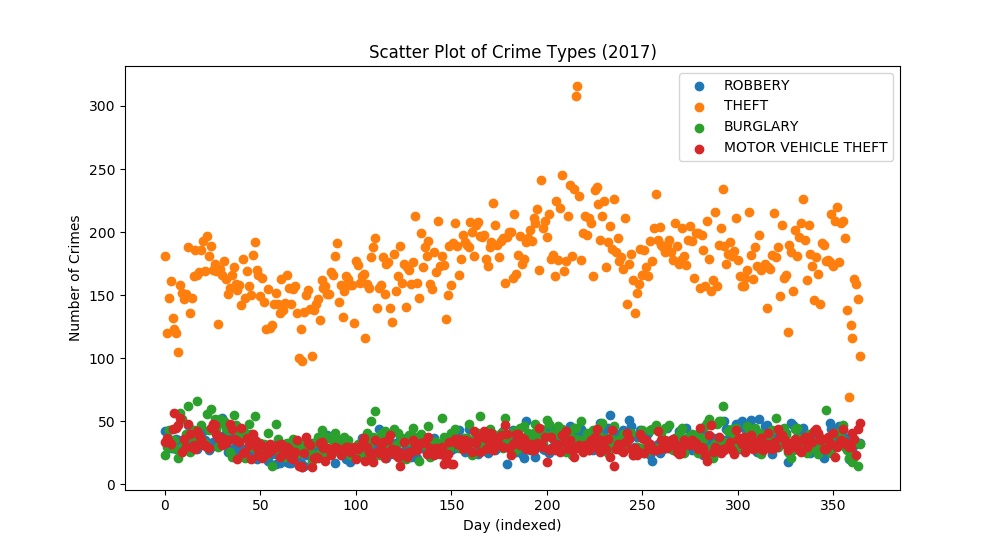 Scatter Plot of Crime Types (2017)
ROBBERY
THEFT
BURGLARY
MOTOR VEHICLE THEFT
Number of Crimes
300
250
200
150
100
50
0
0 50 100 150 200 250 300 350
Day (indexed)